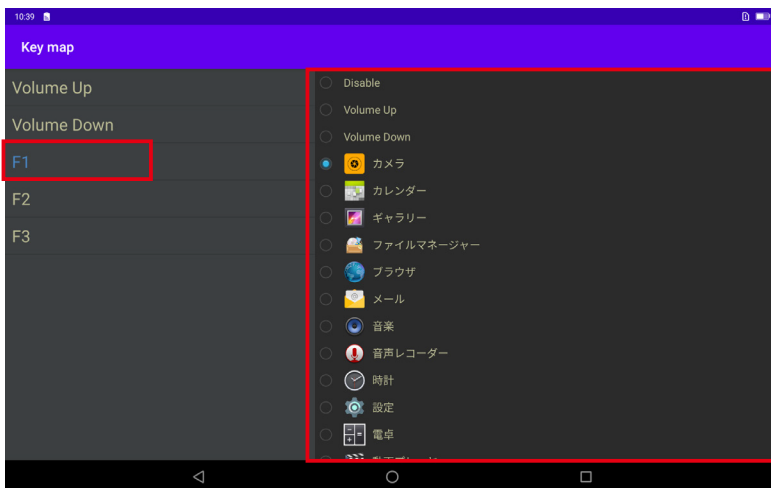 10:39
Key map
Volume Up
Volume Down
F1
F2
F3
Disable
Volume Up
Volume Down
カメラ
カレンダー
ギャラリー
ファイルマネージャー
ブラウザ
メール
音楽
音声レコーダー
時計
設定
電卓